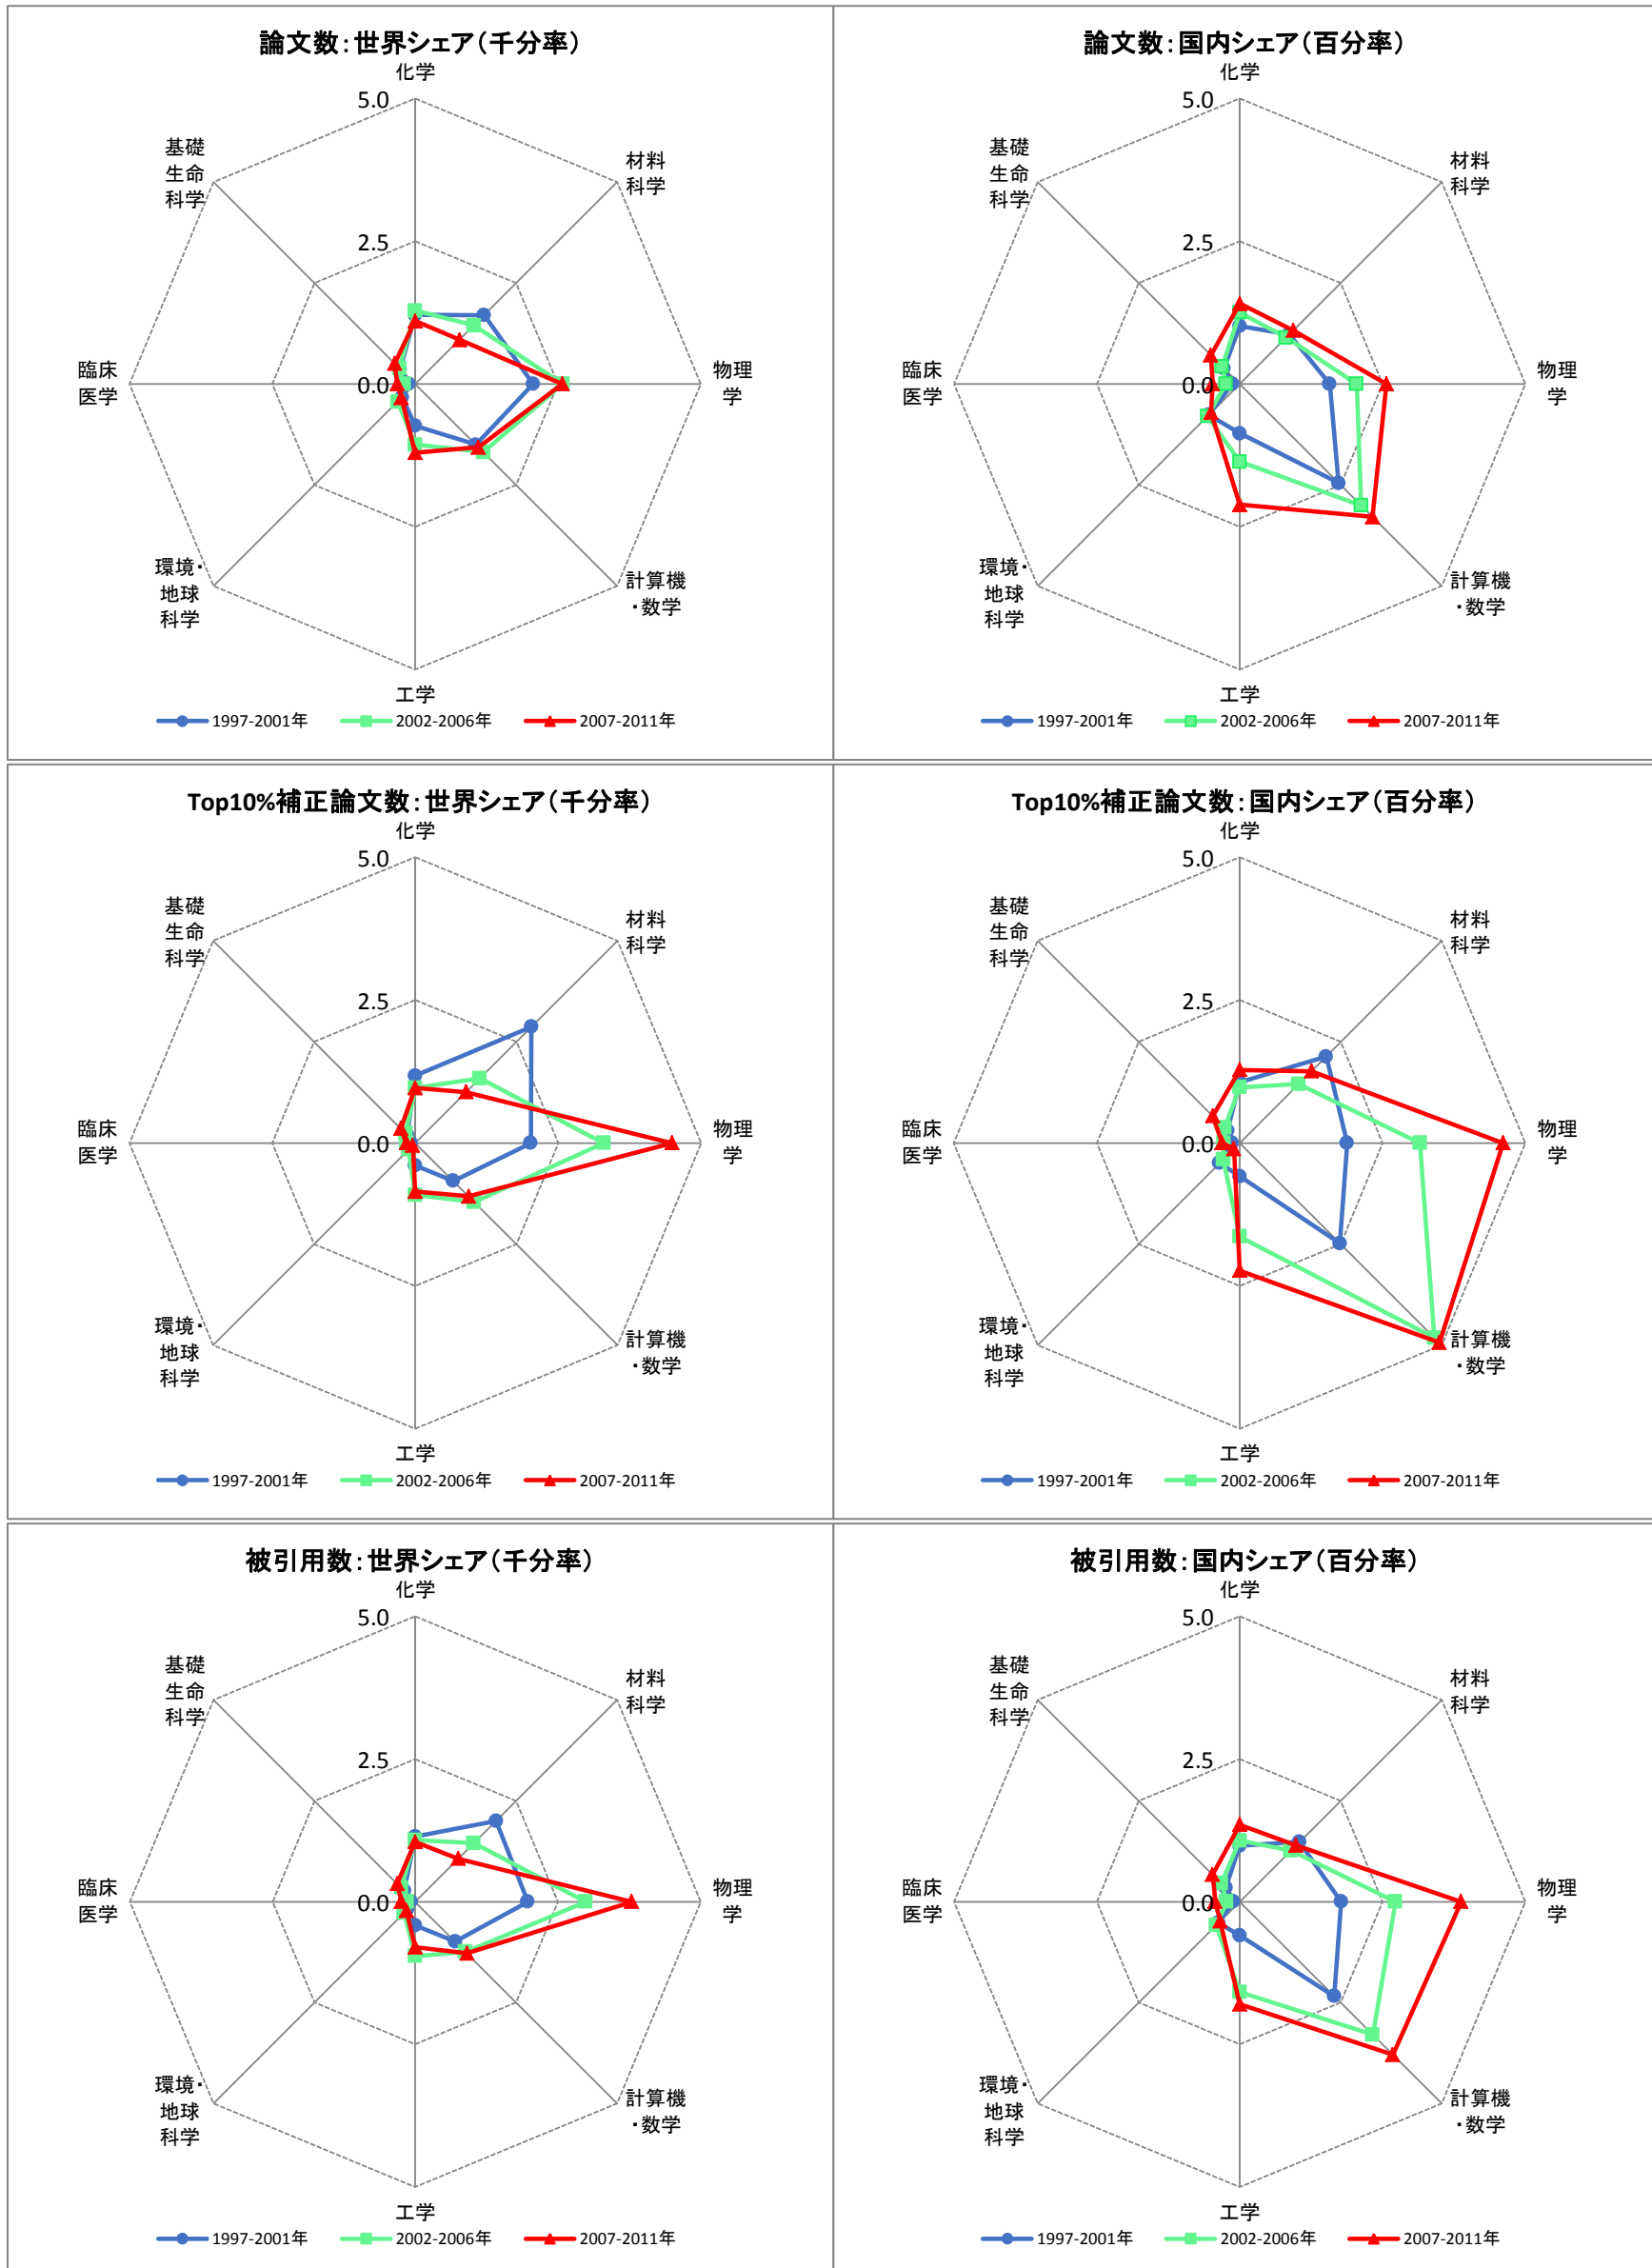 論文数：世界シェア（千分率）
化学
5.0
2.5
0.0
材料
科学
物理
学
計算機
・数学
工学
環境・
地球
科学
臨床
医学
基礎
生命
科学
1997-2001年
2002-2006年
2007-2011年
論文数：国内シェア（百分率）
化学
5.0
2.5
0.0
材料
科学
物理
学
計算機
・数学
工学
環境・
地球
科学
臨床
医学
基礎
生命
科学
1997-2001年
2002-2006年
2007-2011年
Top10%補正論文数：世界シェア（千分率）
化学
5.0
2.5
0.0
材料
科学
物理
学
計算機
・数学
工学
環境・
地球
科学
臨床
医学
基礎
生命
科学
1997-2001年
2002-2006年
2007-2011年
Top10%補正論文数：国内シェア（百分率）
化学
5.0
2.5
0.0
材料
科学
物理
学
計算機
・数学
工学
環境・
地球
科学
臨床
医学
基礎
生命
科学
1997-2001年
2002-2006年
2007-2011年
被引用数：世界シェア（千分率）
化学
5.0
2.5
0.0
材料
科学
物理
学
計算機
・数学
工学
環境・
地球
科学
臨床
医学
基礎
生命
科学
1997-2001年
2002-2006年
2007-2011年
被引用数：国内シェア（百分率）
化学
5.0
2.5
0.0
材料
科学
物理
学
計算機
・数学
工学
環境・
地球
科学
臨床
医学
基礎
生命
科学
1997-2001年
2002-2006年
2007-2011年